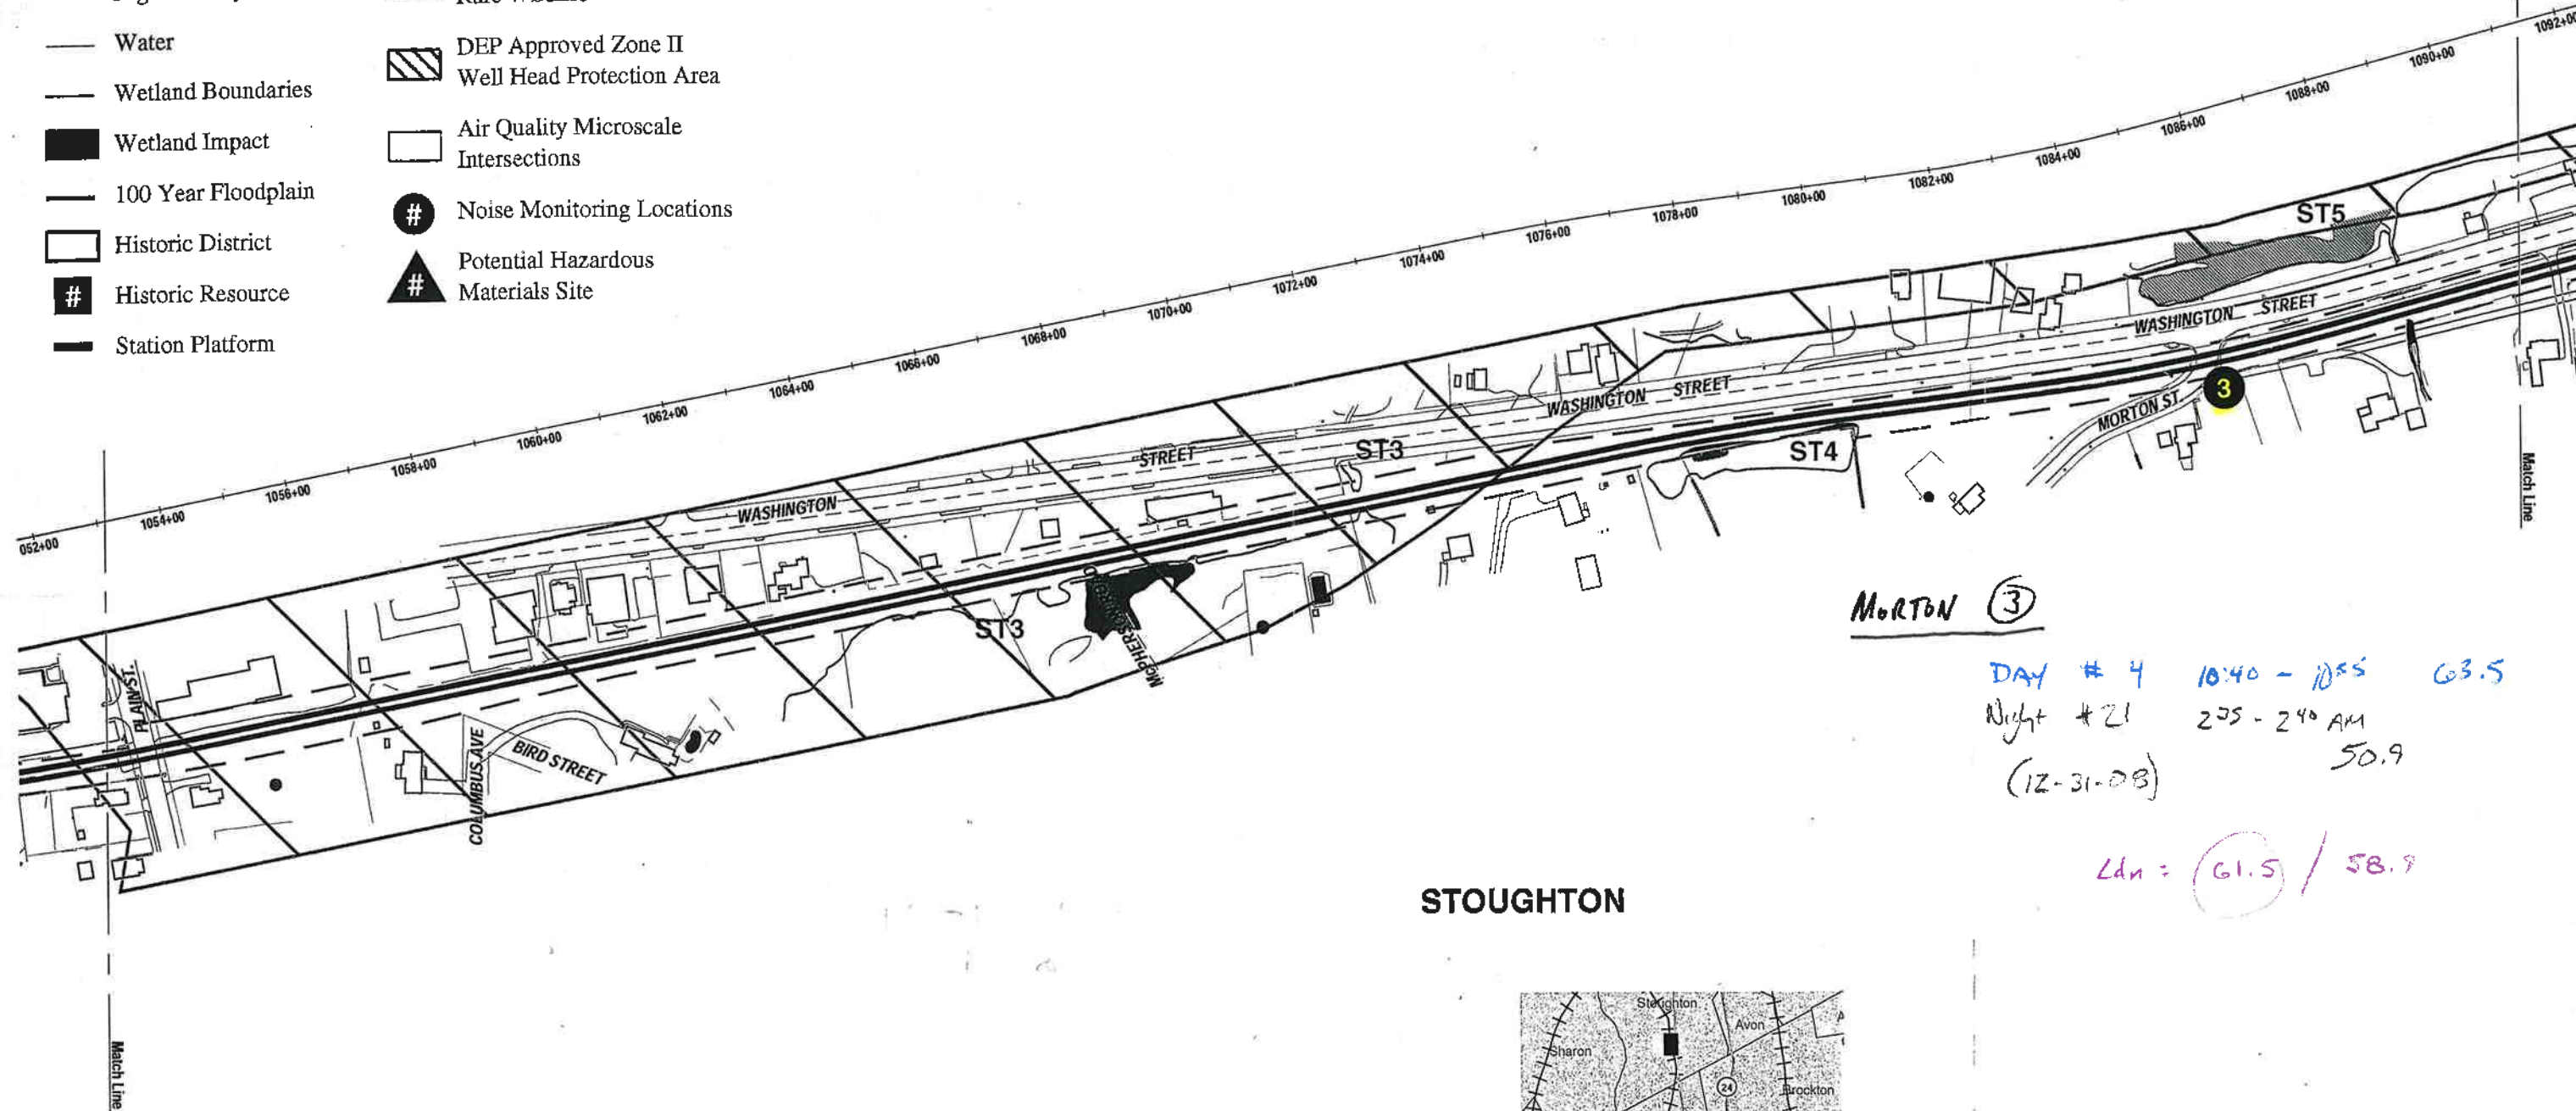 Water
Wetland Boundaries
Wetland Impact
100 Year Floodplain
Historic District
# Historic Resource
Station Platform
DEP Approved Zone II
Well Head Protection Area
Air Quality Microscale
Intersections
# Noise Monitoring Locations
# Potential Hazardous
Materials Site
052+00
1054+00
1056+00
1058+00
1060+00
1062+00
1064+00
1066+00
1068+00
1070+00
1072+00
1074+00
1076+00
1078+00
1080+00
1082+00
1084+00
1086+00
1088+00
1090+00
1092+00
ST5
WASHINGTON STREET
WASHINGTON STREET
WASHINGTON STREET
3
MORTON ST.
ST3
ST4
ST3
McPHERSON
PLAIN ST.
COLUMBUS AVE
BIRD STREET
Match Line
Match Line
MORTON 3
DAY # 4 10:40 - 10:55 63.5
Night #21 2:35 - 2:40 AM
50.9
(12-31-08)
Ldn = 61.5 / 58.9
STOUGHTON
Stoughton
Avon
Sharon
24
Brockton